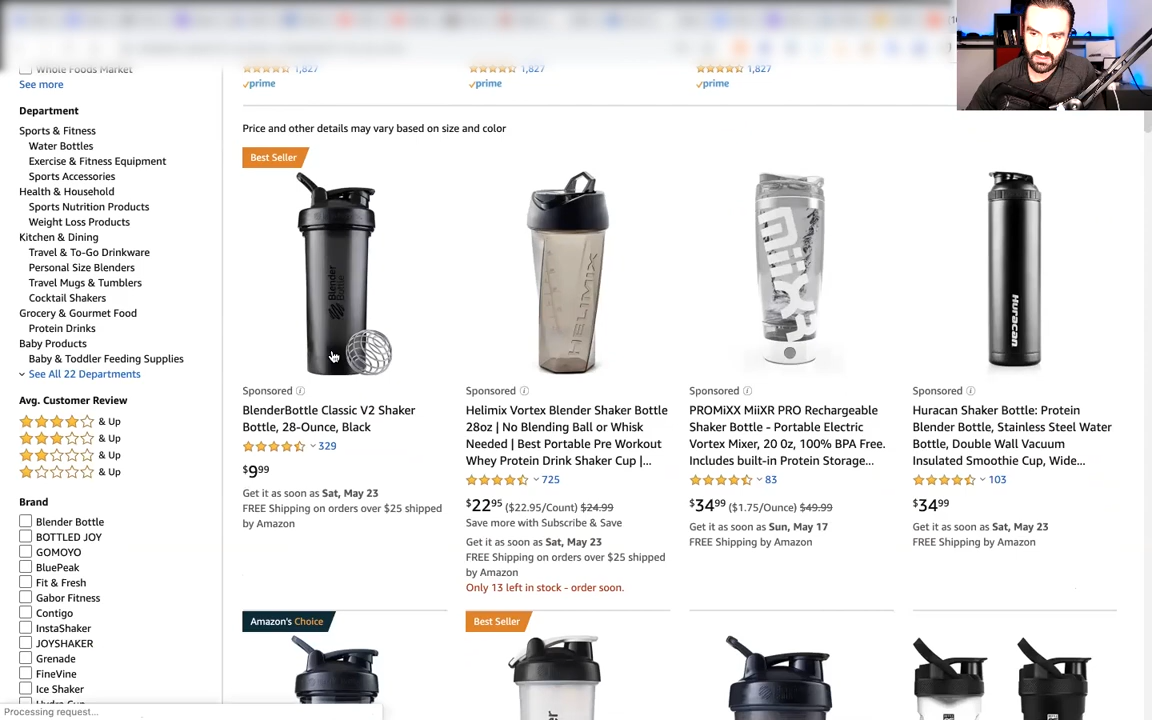 Whole Foods Market
See more
Department
Sports & Fitness
Water Bottles
Exercise & Fitness Equipment
Sports Accessories
Health & Household
Sports Nutrition Products
Weight Loss Products
Kitchen & Dining
Travel & To-Go Drinkware
Personal Size Blenders
Travel Mugs & Tumblers
Cocktail Shakers
Grocery & Gourmet Food
Protein Drinks
Baby Products
Baby & Toddler Feeding Supplies
See All 22 Departments
Avg. Customer Review
& Up
& Up
& Up
& Up
Brand
Blender Bottle
BOTTLED JOY
GOMOYO
BluePeak
Fit & Fresh
Gabor Fitness
Contigo
InstaShaker
JOYSHAKER
Grenade
FineVine
Ice Shaker
Processing request...
1,827 1,827 1,827
prime prime prime
Price and other details may vary based on size and color
Best Seller
Blender
Bottle
Sponsored
BlenderBottle Classic V2 Shaker
Bottle, 28-Ounce, Black
329
$9.99
Get it as soon as Sat, May 23
FREE Shipping on orders over $25 shipped
by Amazon
HELIMIX
Sponsored
Helimix Vortex Blender Shaker Bottle
28oz | No Blending Ball or Whisk
Needed | Best Portable Pre Workout
Whey Protein Drink Shaker Cup |...
725
$22.95 ($22.95/Count) $24.99
Save more with Subscribe & Save
Get it as soon as Sat, May 23
FREE Shipping on orders over $25 shipped
by Amazon
Only 13 left in stock - order soon.
MiiXR
Sponsored
PROMiXX MiiXR PRO Rechargeable
Shaker Bottle - Portable Electric
Vortex Mixer, 20 Oz, 100% BPA Free.
Includes built-in Protein Storage...
83
$34.99 ($1.75/Ounce) $49.99
Get it as soon as Sun, May 17
FREE Shipping by Amazon
Huracan
Sponsored
Huracan Shaker Bottle: Protein
Blender Bottle, Stainless Steel Water
Bottle, Double Wall Vacuum
Insulated Smoothie Cup, Wide...
103
$34.99
Get it as soon as Sat, May 23
FREE Shipping by Amazon
Amazon's Choice
Best Seller